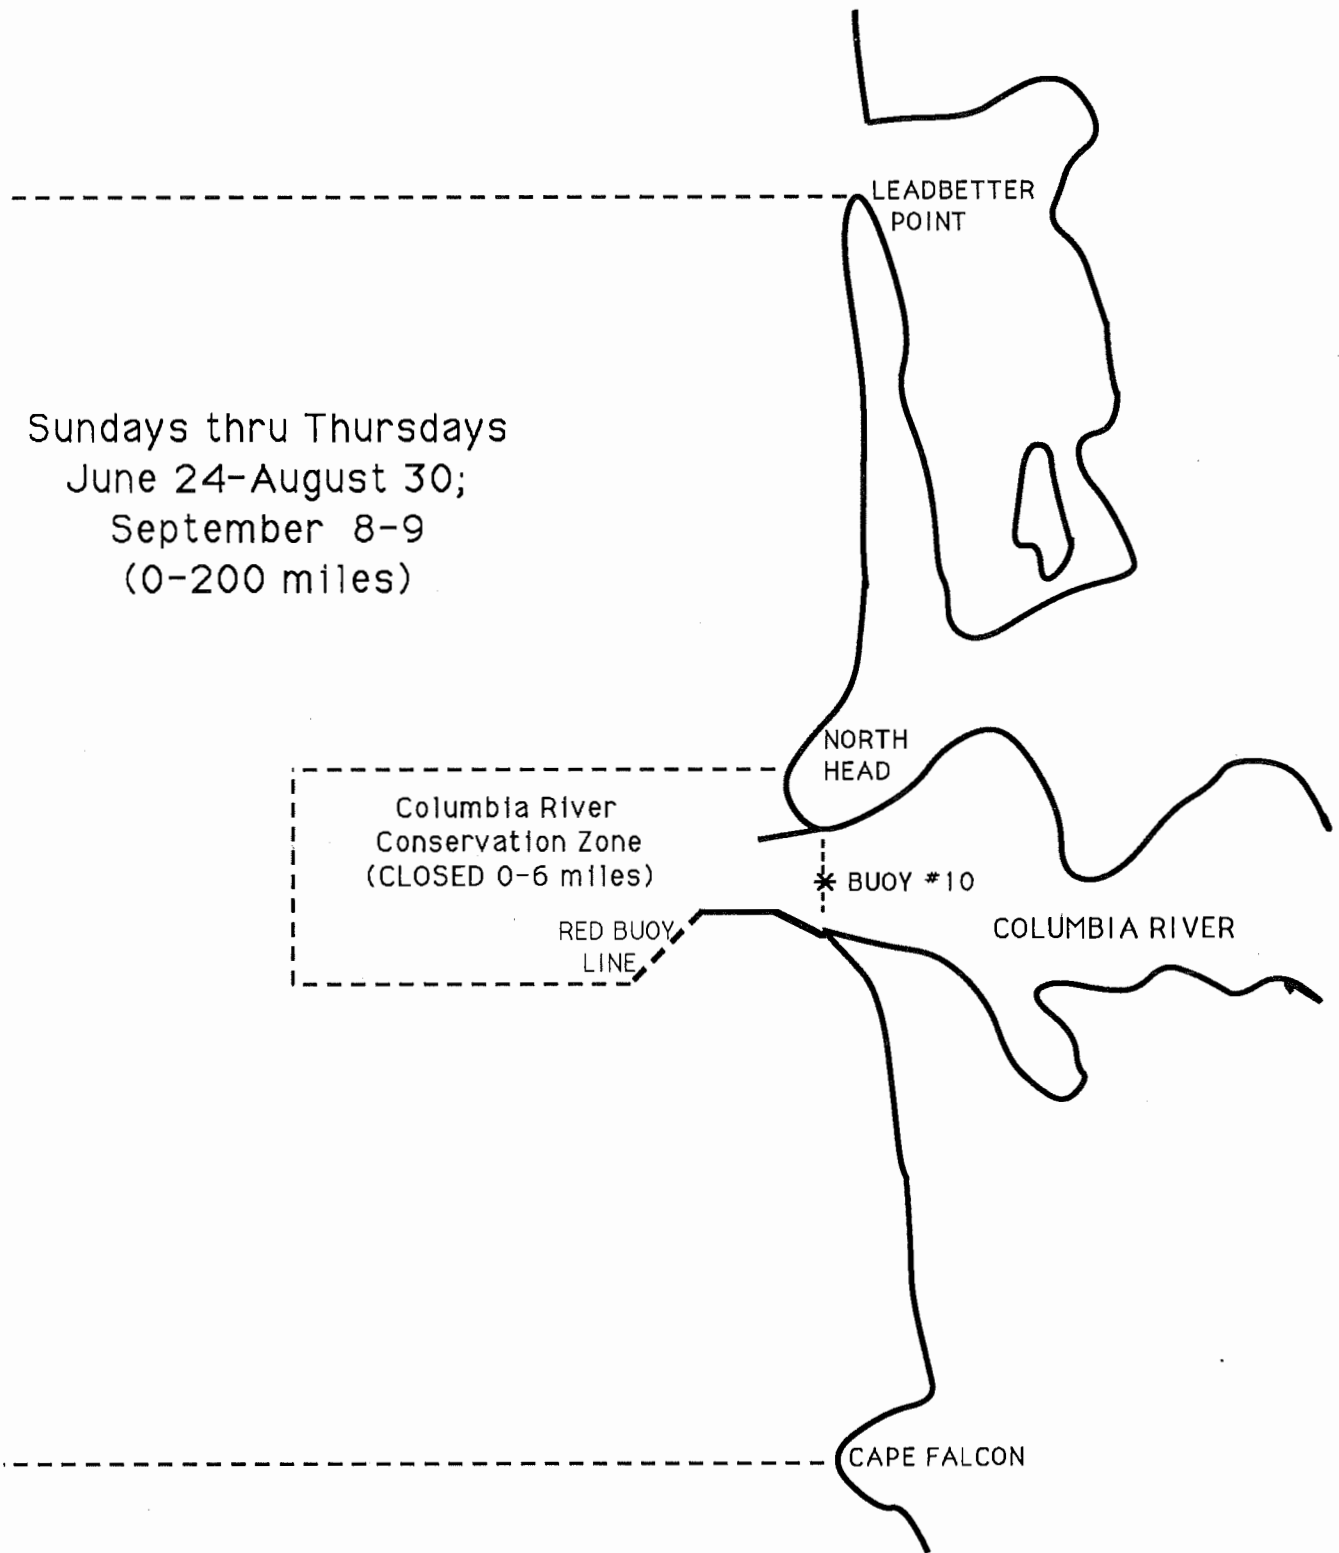 LEADBETTER
POINT
Sundays thru Thursdays
June 24-August 30;
September 8-9
(0-200 miles)
NORTH
HEAD
Columbia River
Conservation Zone
(CLOSED 0-6 miles)
BUOY #10
RED BUOY
LINE
COLUMBIA RIVER
CAPE FALCON